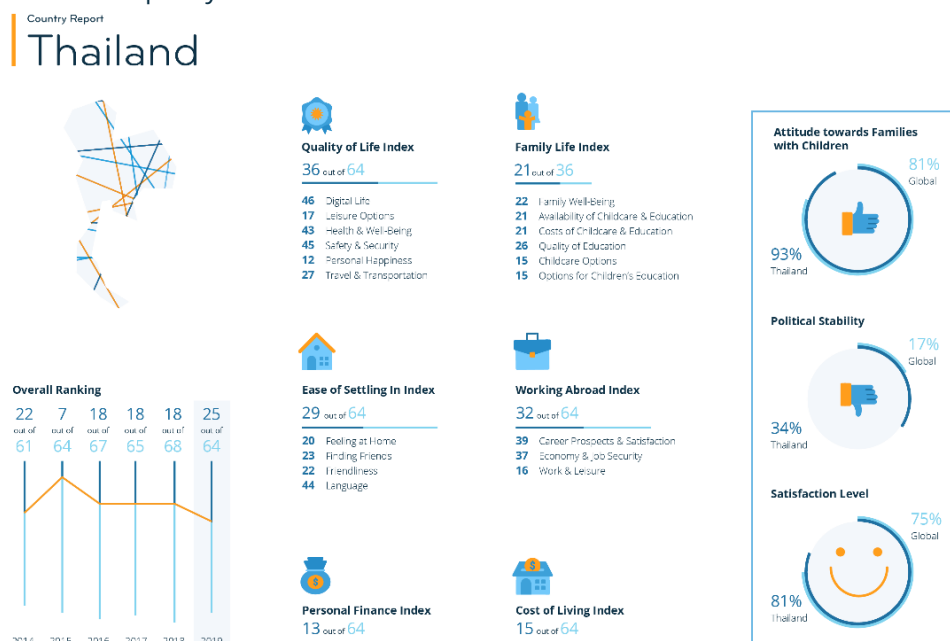 Country Report
Thailand
Quality of Life Index
36 out of 64
46 Digital Life
17 Leisure Options
43 Health & Well-Being
45 Safety & Security
12 Personal Happiness
27 Travel & Transportation
Family Life Index
21 out of 36
22 Family Well-Being
21 Availability of Childcare & Education
21 Costs of Childcare & Education
26 Quality of Education
15 Childcare Options
15 Options for Children's Education
Attitude towards Families
with Children
81%
Global
93%
Thailand
Political Stability
17%
Global
34%
Thailand
Overall Ranking
22 7 18 18 18 25
out of out of out of out of out of out of
61 64 67 65 68 64
2014 2015 2016 2017 2018 2019
Ease of Settling In Index
29 out of 64
20 Feeling at Home
23 Finding Friends
22 Friendliness
44 Language
Working Abroad Index
32 out of 64
39 Career Prospects & Satisfaction
37 Economy & Job Security
16 Work & Leisure
Satisfaction Level
75%
Global
81%
Thailand
Personal Finance Index
13 out of 64
Cost of Living Index
15 out of 64